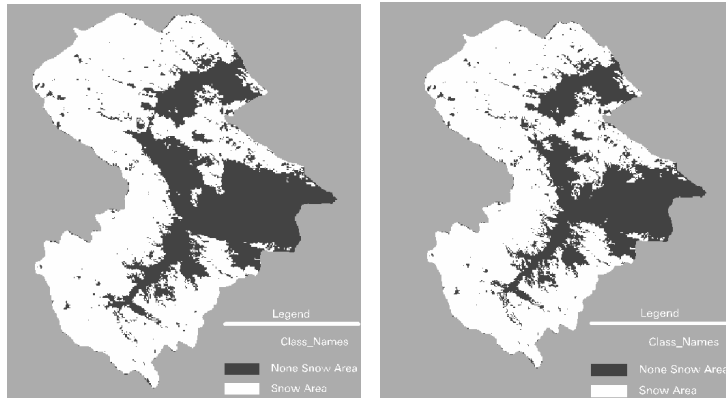 Legend
Class_Names
None Snow Area
Snow Area
Legend
Class_Names
None Snow Area
Snow Area